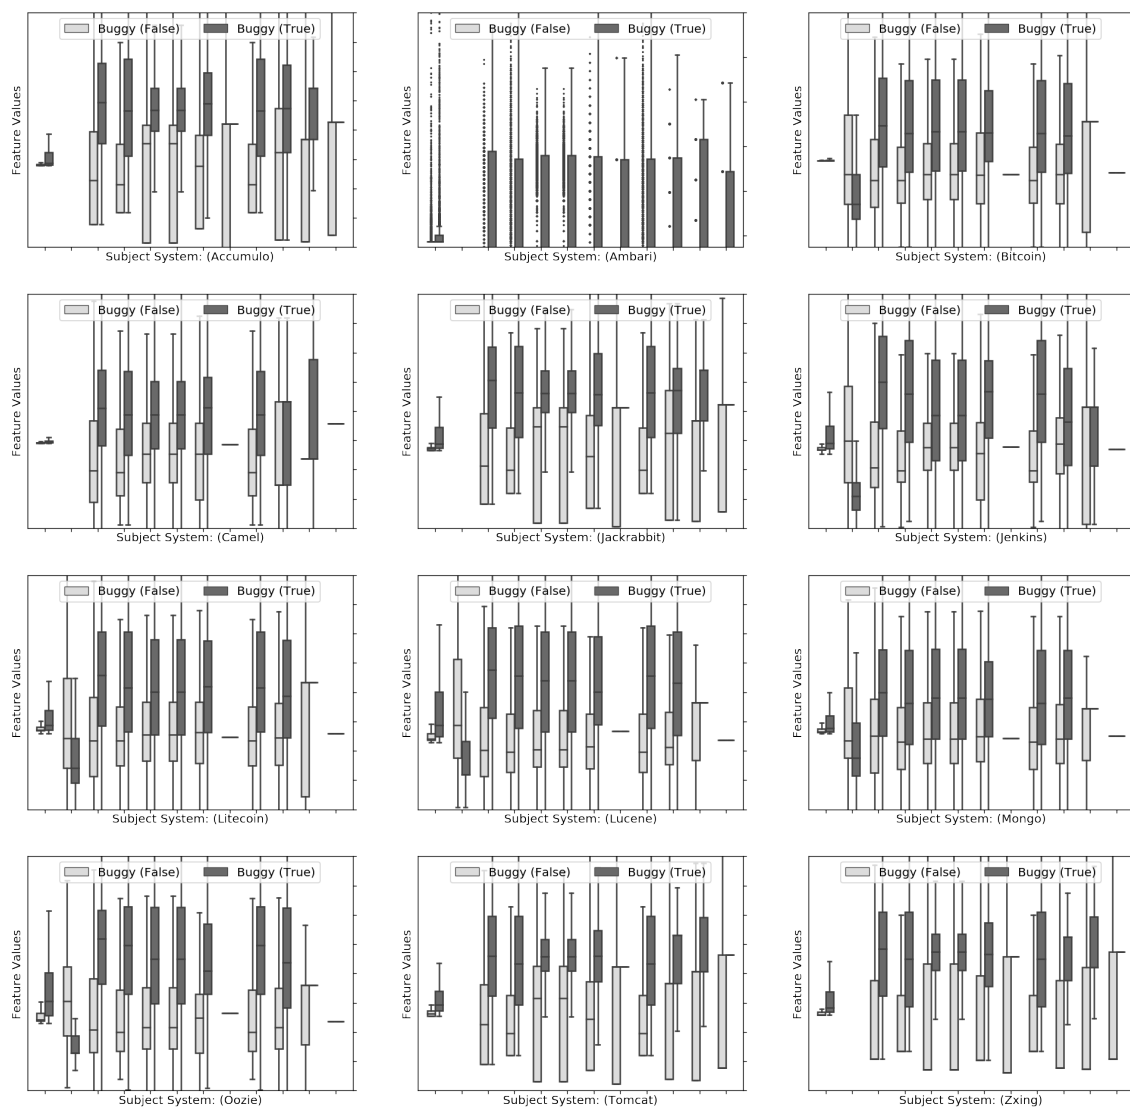 Buggy (False) Buggy (True) Buggy (False) Buggy (True) Buggy (False) Buggy (True)
Feature Values Feature Values Feature Values
Subject System: (Accumulo) Subject System: (Ambari) Subject System: (Bitcoin)
Buggy (False) Buggy (True) Buggy (False) Buggy (True) Buggy (False) Buggy (True)
Feature Values Feature Values Feature Values
Subject System: (Camel) Subject System: (Jackrabbit) Subject System: (Jenkins)
Buggy (False) Buggy (True) Buggy (False) Buggy (True) Buggy (False) Buggy (True)
Feature Values Feature Values Feature Values
Subject System: (Litecoin) Subject System: (Lucene) Subject System: (Mongo)
Buggy (False) Buggy (True) Buggy (False) Buggy (True) Buggy (False) Buggy (True)
Feature Values Feature Values Feature Values
Subject System: (Oozie) Subject System: (Tomcat) Subject System: (Zxing)